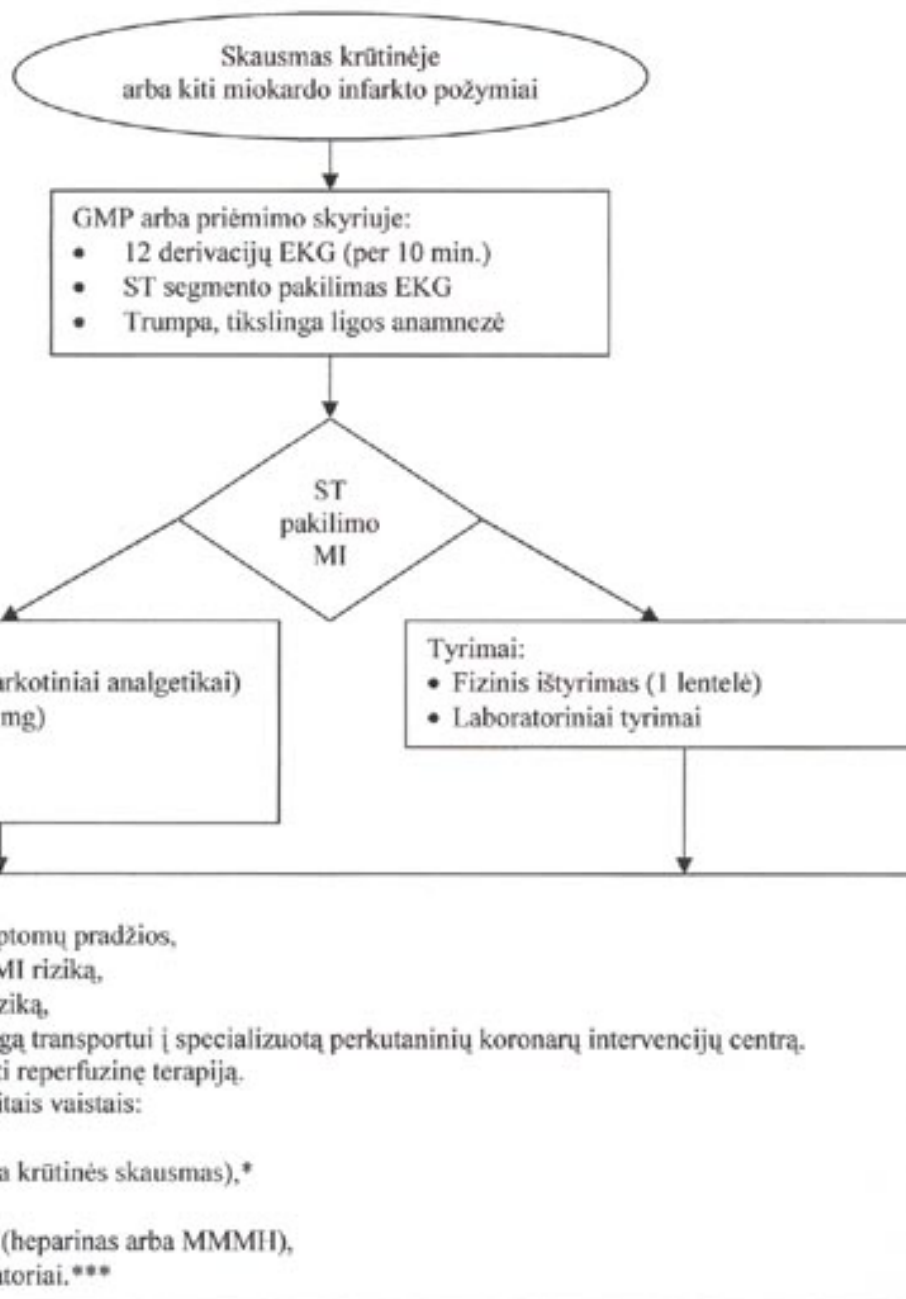 Skausmas krūtinėje
arba kiti miokardo infarkto požymiai
GMP arba priėmimo skyriuje:
• 12 derivacijų EKG (per 10 min.)
• ST segmento pakilimas EKG
• Trumpa, tikslinga ligos anamnezė
ST
pakilimo
MI
arkotiniai analgetikai)
mg)
Tyrimai:
• Fizinis ištyrimas (1 lentelė)
• Laboratoriniai tyrimai
ptomų pradžios,
MI riziką,
ziką,
gą transportui į specializuotą perkutaninių koronarų intervencijų centrą.
ti reperfuzinę terapiją.
itais vaistais:
a krūtinės skausmas),*
(heparinas arba MMMH),
atoriai.***